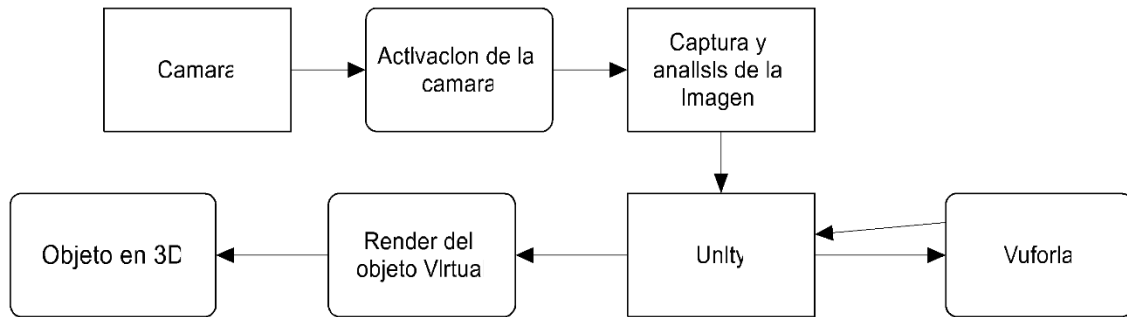 Camara
Activacion de la
camara
Captura y
analisis de la
Imagen
Objeto en 3D
Render del
objeto Virtua
Unity
Vuforia